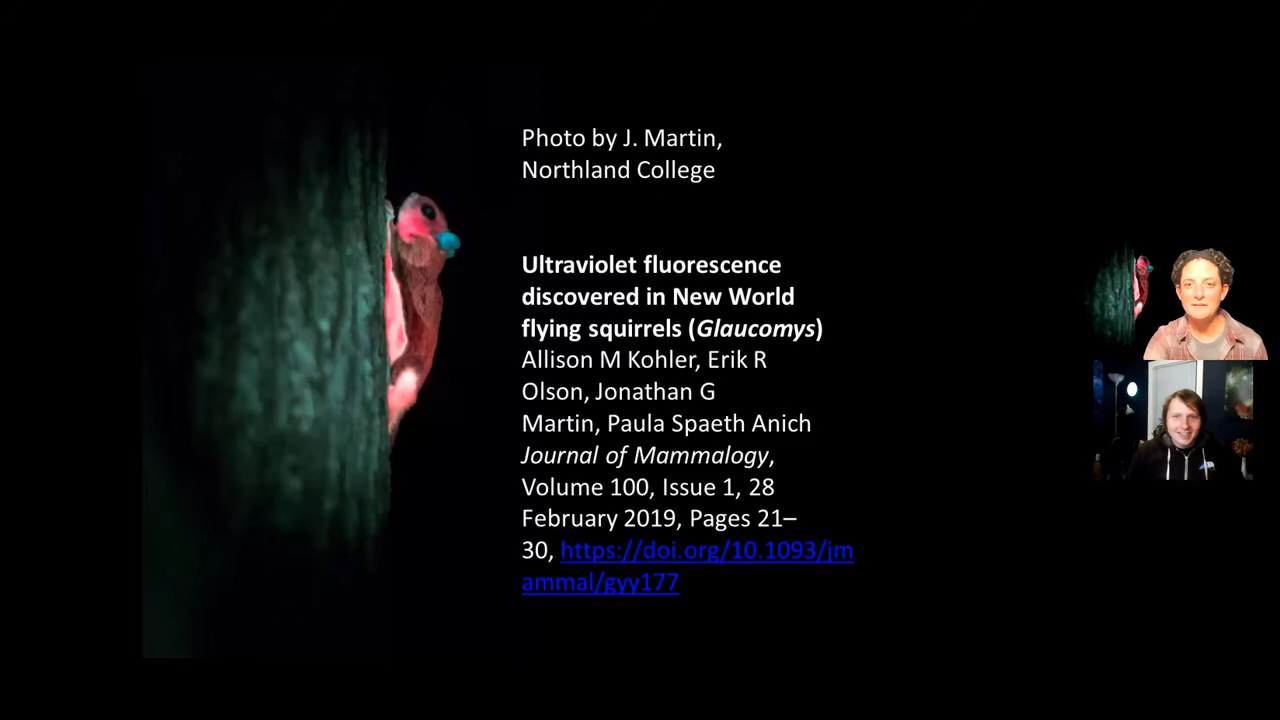 Photo by J. Martin,
Northland College
Ultraviolet fluorescence
discovered in New World
flying squirrels (Glaucomys)
Allison M Kohler, Erik R
Olson, Jonathan G
Martin, Paula Spaeth Anich
Journal of Mammalogy,
Volume 100, Issue 1, 28
February 2019, Pages 21–
30, https://doi.org/10.1093/jm
ammal/gyy177